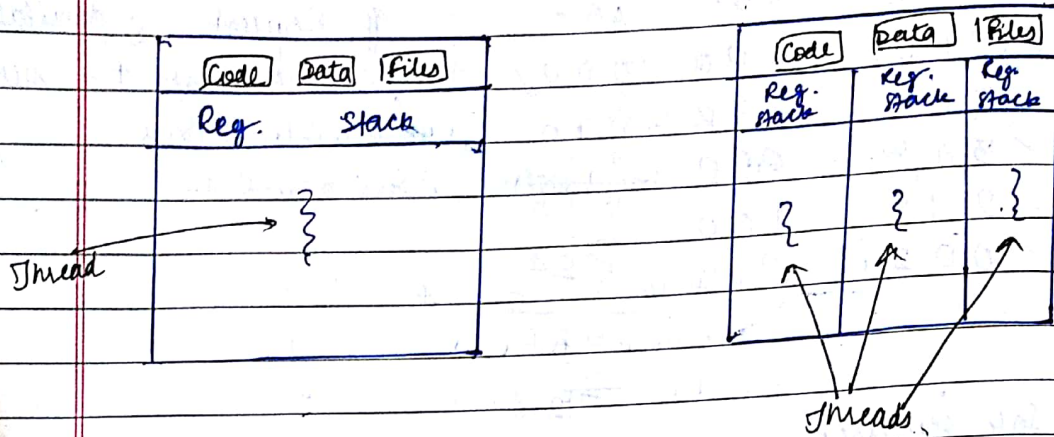 Code Data Files
Reg. Stack
Thread
Code Data Files
Reg. Reg. Reg.
Stack Stack Stack
Threads.